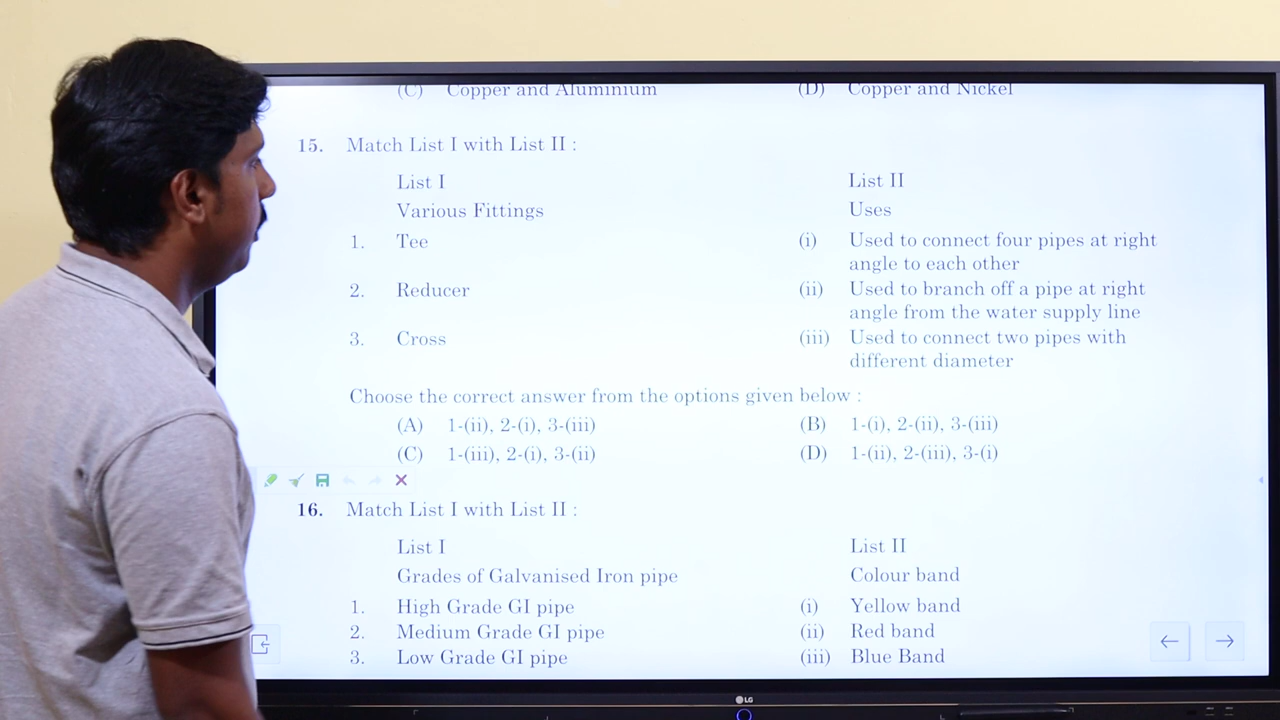 (C) Copper and Aluminium (D) Copper and Nickel
15. Match List I with List II :
List I List II
Various Fittings Uses
1. Tee (i) Used to connect four pipes at right
angle to each other
2. Reducer (ii) Used to branch off a pipe at right
angle from the water supply line
3. Cross (iii) Used to connect two pipes with
different diameter
Choose the correct answer from the options given below :
(A) 1-(ii), 2-(i), 3-(iii) (B) 1-(i), 2-(ii), 3-(iii)
(C) 1-(iii), 2-(i), 3-(ii) (D) 1-(ii), 2-(iii), 3-(i)
16. Match List I with List II :
List I List II
Grades of Galvanised Iron pipe Colour band
1. High Grade GI pipe (i) Yellow band
2. Medium Grade GI pipe (ii) Red band
3. Low Grade GI pipe (iii) Blue Band
LG